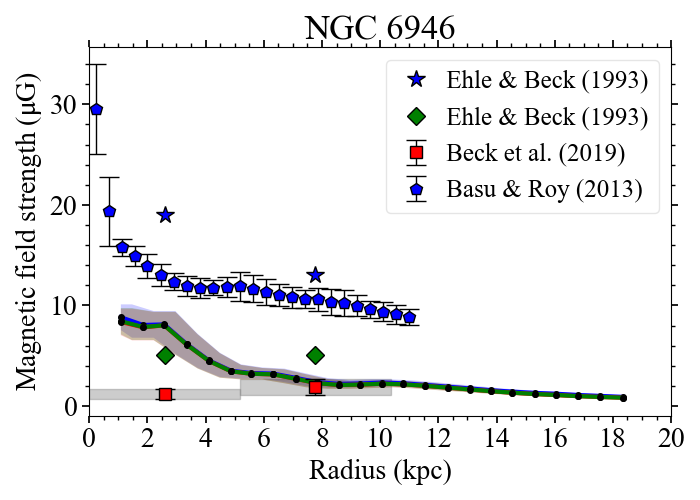 NGC 6946
Magnetic field strength (μG)
30
20
10
0
Ehle & Beck (1993)
Ehle & Beck (1993)
Beck et al. (2019)
Basu & Roy (2013)
0 2 4 6 8 10 12 14 16 18 20
Radius (kpc)